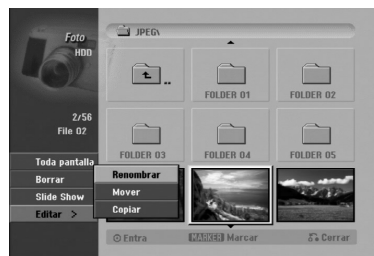 Foto
HDD
2/56
File 02
JPEG\
..
FOLDER 01
FOLDER 02
FOLDER 03
FOLDER 04
FOLDER 05
Toda pantalla
Borrar
Slide Show
Editar >
Renombrar
Mover
Copiar
Entra
MARKER Marcar
Cerrar